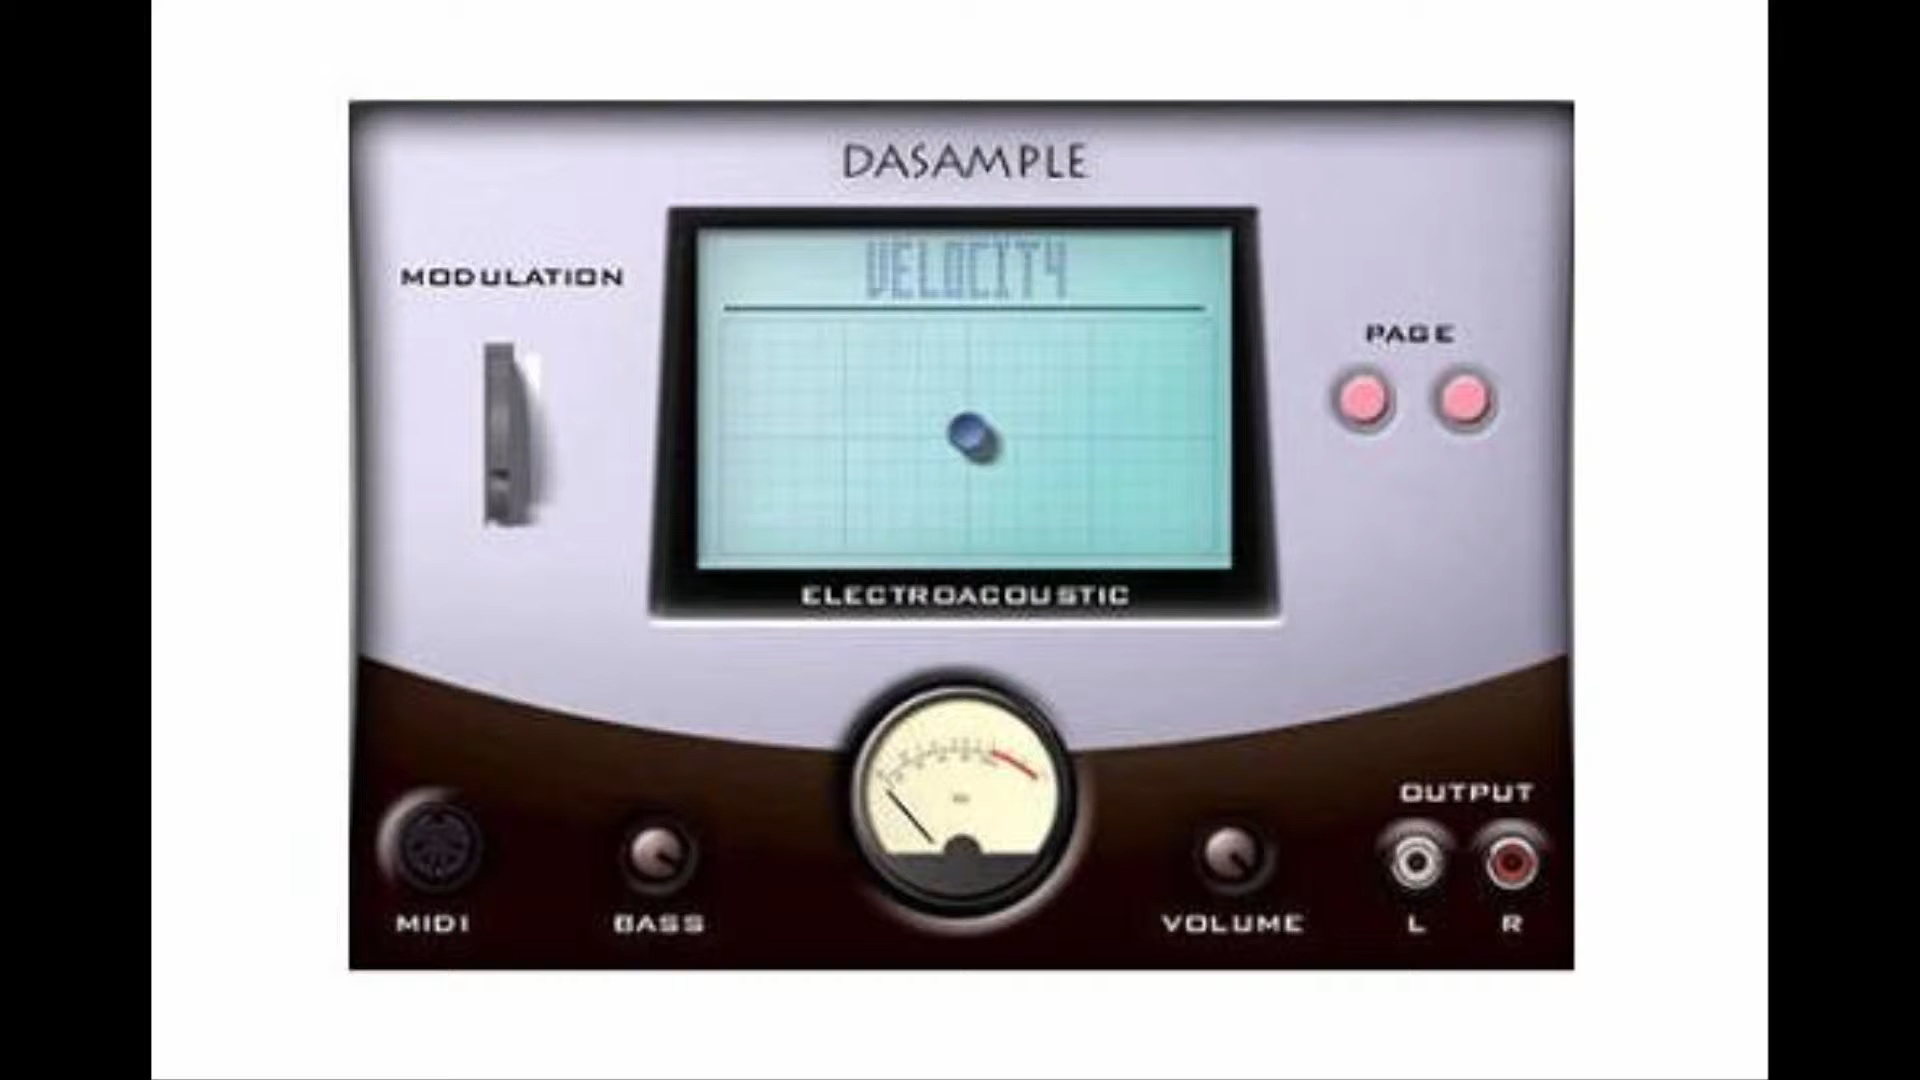 DASAMPLE
MODULATION
VELOCITY
PAGE
ELECTROACOUSTIC
OUTPUT
MIDI
BASS
VOLUME
L
R